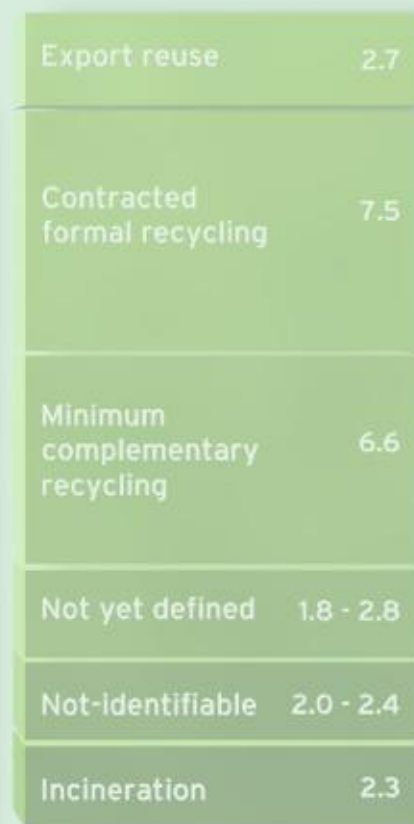 Export reuse 2.7
Contracted
formal recycling 7.5
Minimum
complementary 6.6
recycling
Not yet defined 1.8 - 2.8
Not-identifiable 2.0 - 2.4
Incineration 2.3